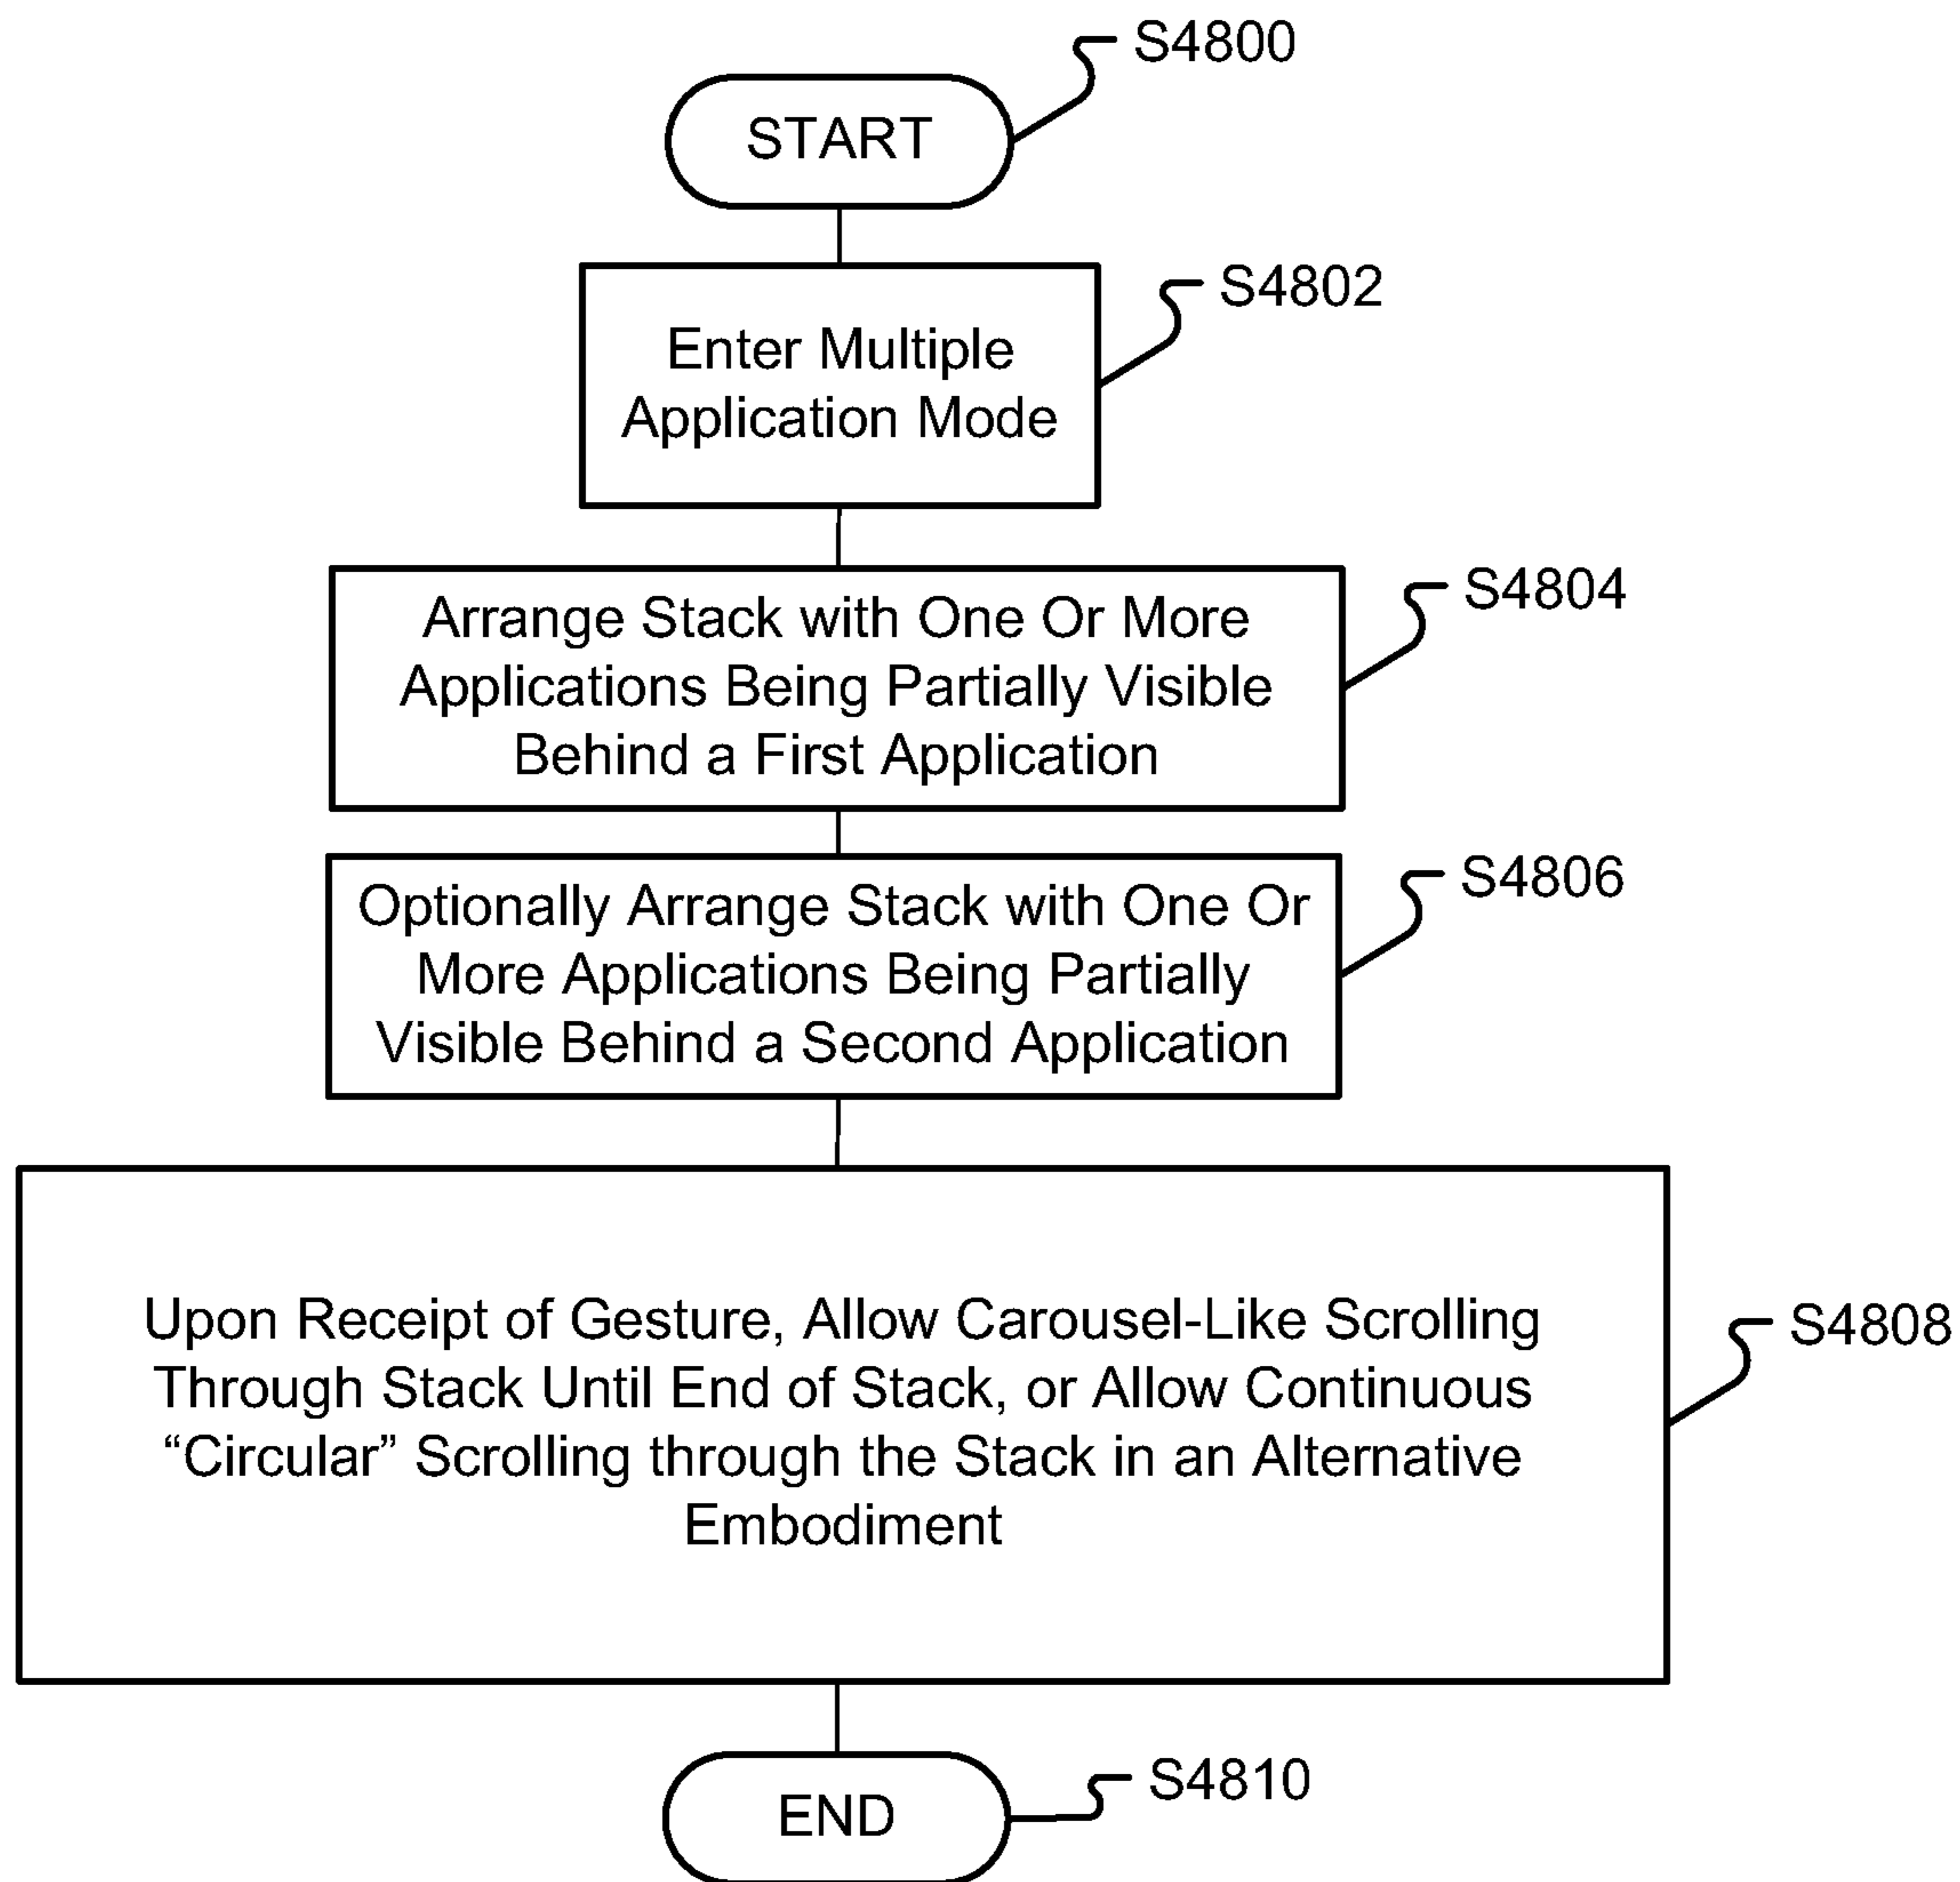 S4800
START
S4802
Enter Multiple
Application Mode
S4804
Arrange Stack with One Or More
Applications Being Partially Visible
Behind a First Application
S4806
Optionally Arrange Stack with One Or
More Applications Being Partially
Visible Behind a Second Application
S4808
Upon Receipt of Gesture, Allow Carousel-Like Scrolling
Through Stack Until End of Stack, or Allow Continuous
“Circular” Scrolling through the Stack in an Alternative
Embodiment
S4810
END